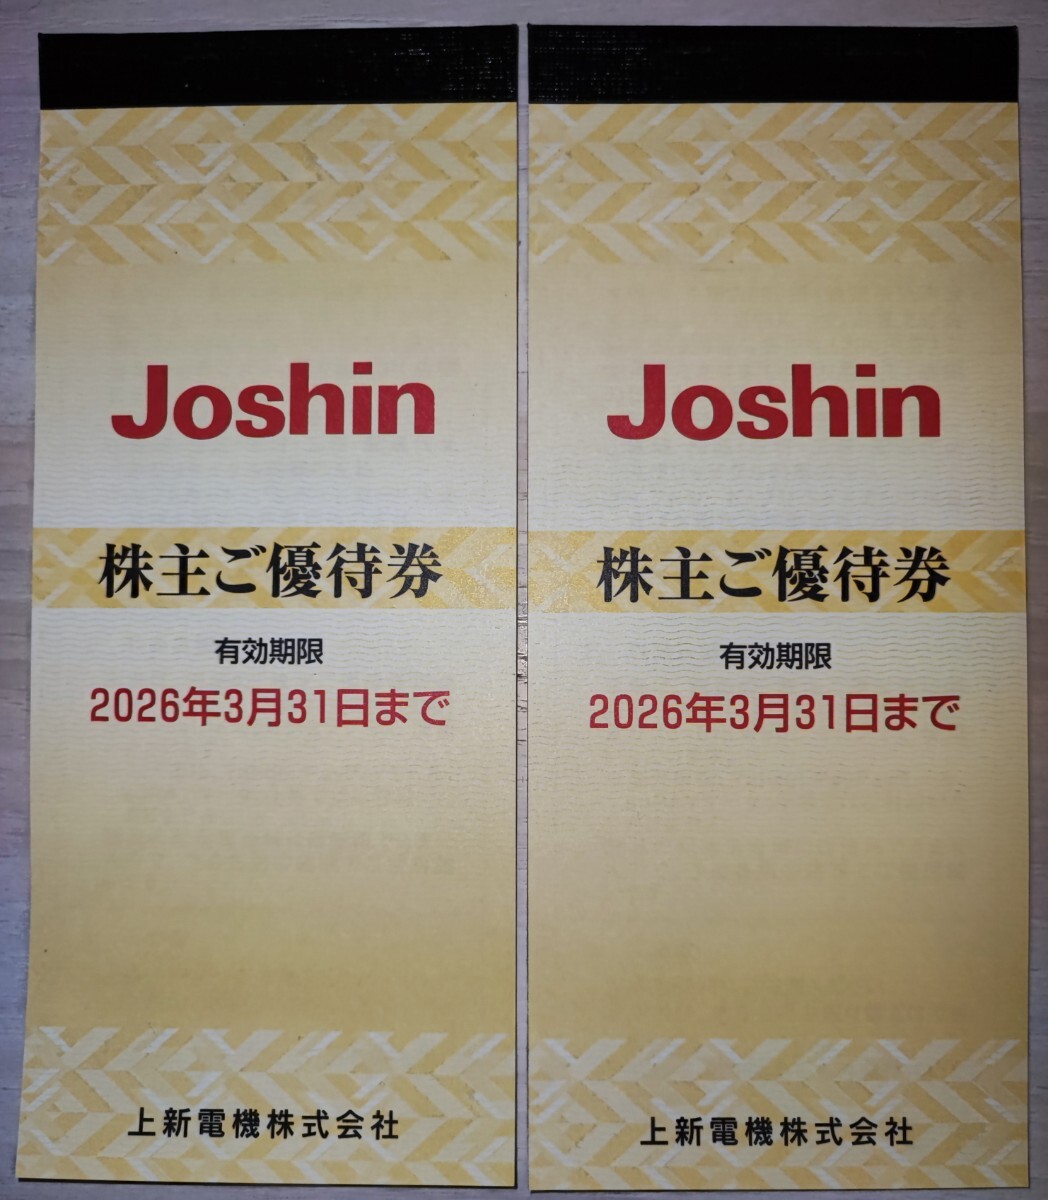 Joshin
株主ご優待券
有効期限
2026年3月31日まで
上新電機株式会社
Joshin
株主ご優待券
有効期限
2026年3月31日まで
上新電機株式会社